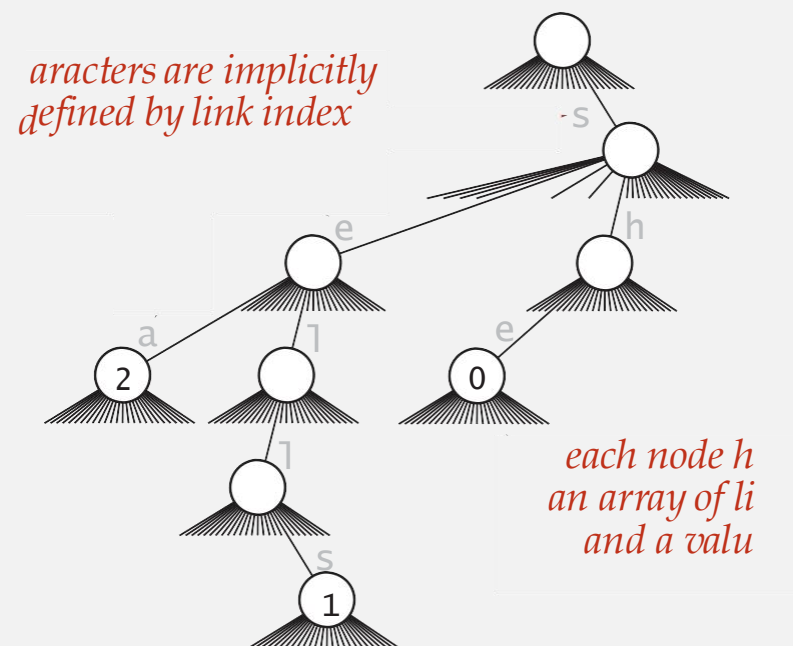 aracters are implicitly
defined by link index
s
e
h
a
l
e
2
0
l
each node h
an array of li
and a valu
s
1